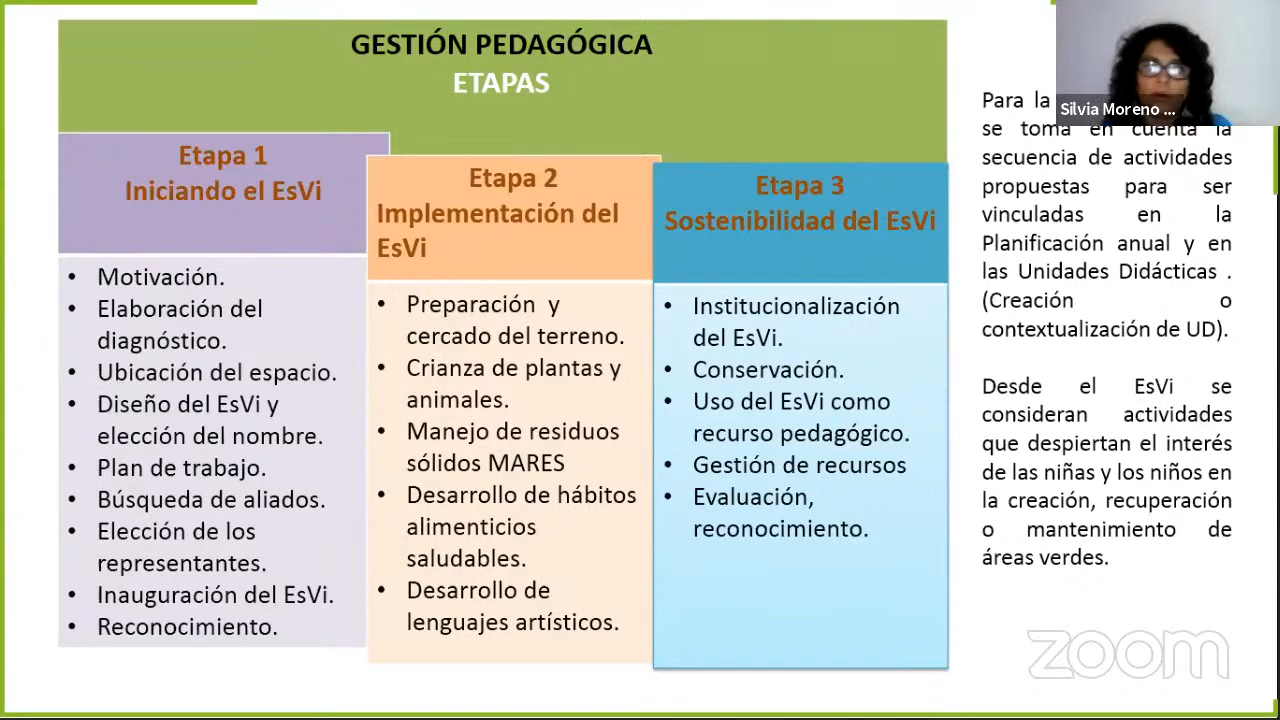 GESTIÓN PEDAGÓGICA
ETAPAS
Etapa 1
Iniciando el EsVi
• Motivación.
• Elaboración del
diagnóstico.
• Ubicación del espacio.
• Diseño del EsVi y
elección del nombre.
• Plan de trabajo.
• Búsqueda de aliados.
• Elección de los
representantes.
• Inauguración del EsVi.
• Reconocimiento.
Etapa 2
Implementación del
EsVi
• Preparación y
cercado del terreno.
• Crianza de plantas y
animales.
• Manejo de residuos
sólidos MARES
• Desarrollo de hábitos
alimenticios
saludables.
• Desarrollo de
lenguajes artísticos.
Etapa 3
Sostenibilidad del EsVi
• Institucionalización
del EsVi.
• Conservación.
• Uso del EsVi como
recurso pedagógico.
• Gestión de recursos
• Evaluación,
reconocimiento.
Silvia Moreno ...
Para la
se toma en cuenta la
secuencia de actividades
propuestas para ser
vinculadas en la
Planificación anual y en
las Unidades Didácticas .
(Creación o
contextualización de UD).
Desde el EsVi se
consideran actividades
que despiertan el interés
de las niñas y los niños en
la creación, recuperación
o mantenimiento de
áreas verdes.
zoom